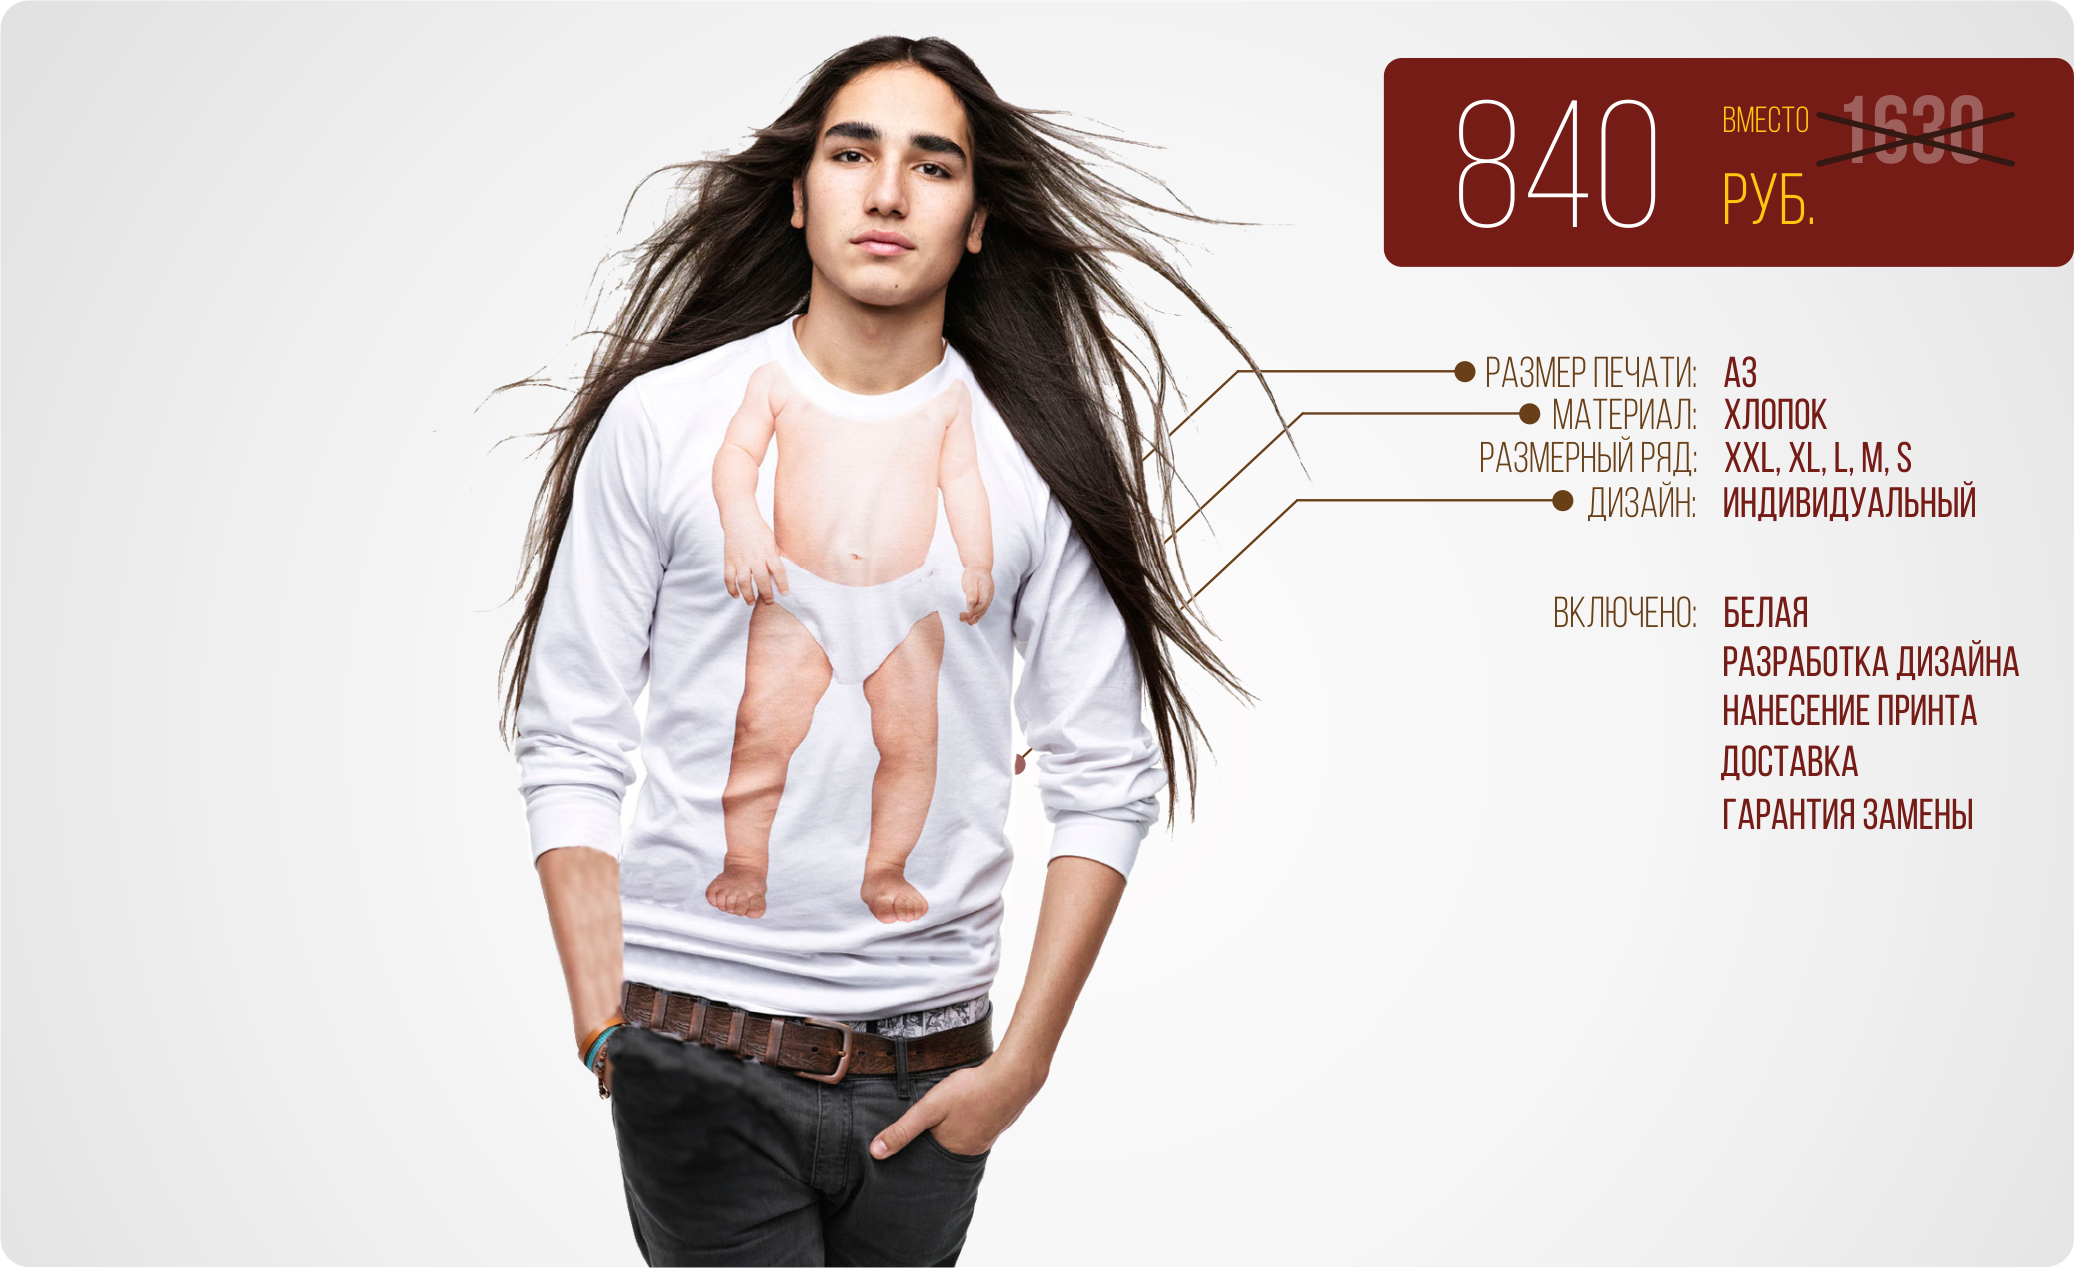 840 ВМЕСТО 1630
РУБ.
РАЗМЕР ПЕЧАТИ: А3
МАТЕРИАЛ: ХЛОПОК
РАЗМЕРНЫЙ РЯД: XXL, XL, L, M, S
ДИЗАЙН: ИНДИВИДУАЛЬНЫЙ
ВКЛЮЧЕНО: БЕЛАЯ
РАЗРАБОТКА ДИЗАЙНА
НАНЕСЕНИЕ ПРИНТА
ДОСТАВКА
ГАРАНТИЯ ЗАМЕНЫ